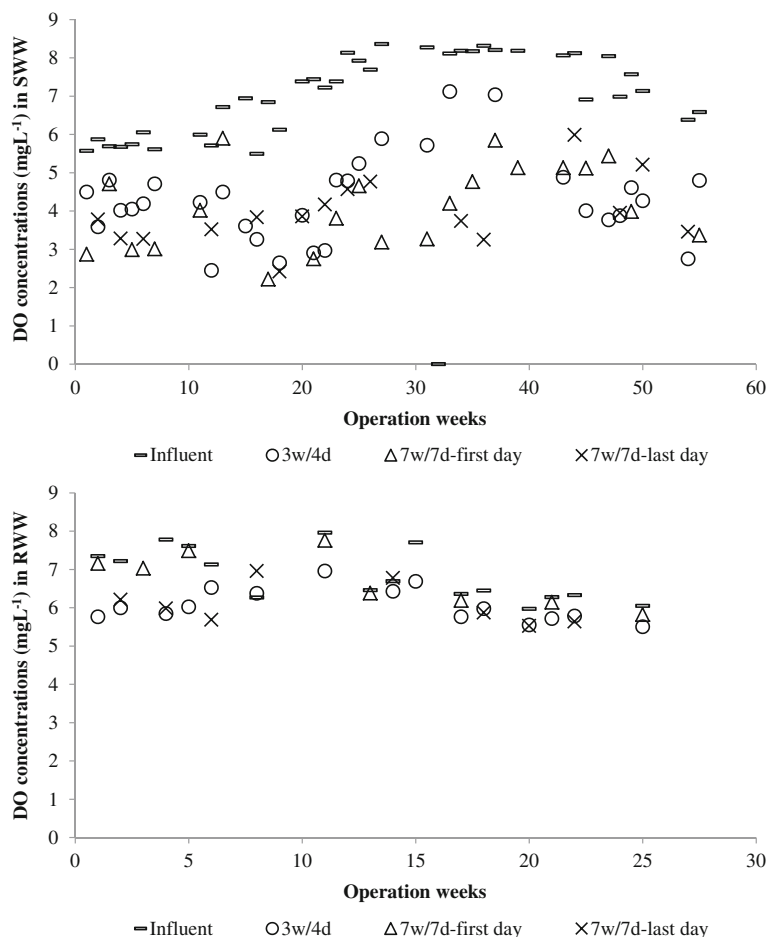 DO concentrations (mgL-1) in SWW
9
8
7
6
5
4
3
2
1
0
0 10 20 30 40 50 60
Operation weeks
Influent 3w/4d 7w/7d-first day 7w/7d-last day
DO concentrations (mgL-1) in RWW
9
8
7
6
5
4
3
2
1
0
0 5 10 15 20 25 30
Operation weeks
Influent 3w/4d 7w/7d-first day 7w/7d-last day